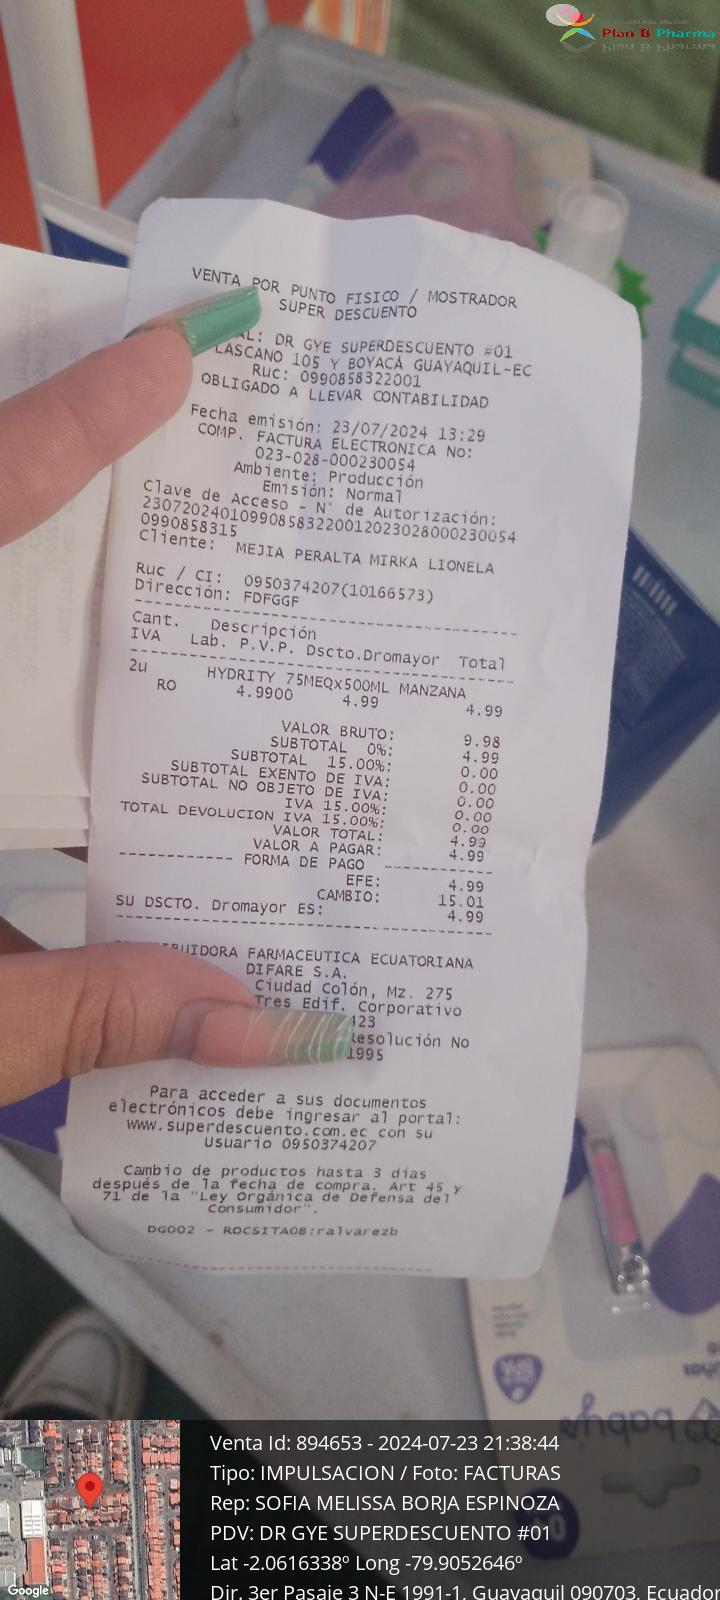 Plan B Pharma
VENTA POR PUNTO FISICO / MOSTRADOR
SUPER DESCUENTO
AL: DR GYE SUPERDESCUENTO #01
LASCANO 105 Y BOYACÁ GUAYAQUIL-EC
Ruc: 0990858322001
OBLIGADO A LLEVAR CONTABILIDAD
Fecha emisión: 23/07/2024 13:29
COMP. FACTURA ELECTRONICA No:
023-028-000230054
Ambiente: Producción
Emisión: Normal
Clave de Acceso - N° de Autorización:
230720240109908583220012023028000230054
0990858315
Cliente: MEJIA PERALTA MIRKA LIONELA
Ruc / CI: 0950374207(10166573)
Dirección: FDFGGF
Cant. Descripción
IVA Lab. P.V.P. Dscto.Dromayor Total
2u HYDRITY 75MEQx500ML MANZANA
RO 4.9900 4.99 4.99
VALOR BRUTO: 9.98
SUBTOTAL 0%: 4.99
SUBTOTAL 15.00%: 0.00
SUBTOTAL EXENTO DE IVA: 0.00
SUBTOTAL NO OBJETO DE IVA: 0.00
IVA 15.00%: 0.00
TOTAL DEVOLUCION IVA 15.00%: 0.00
VALOR TOTAL: 4.99
VALOR A PAGAR: 4.99
------------ FORMA DE PAGO ------------
EFE: 4.99
CAMBIO: 15.01
SU DSCTO. Dromayor ES: 4.99
IBUIDORA FARMACEUTICA ECUATORIANA
DIFARE S.A.
Ciudad Colón, Mz. 275
Tres Edif. Corporativo
423
Resolución No
1995
Para acceder a sus documentos
electrónicos debe ingresar al portal:
www.superdescuento.com.ec con su
Usuario 0950374207
Cambio de productos hasta 3 días
después de la fecha de compra. Art 45 y
71 de la "Ley Orgánica de Defensa del
Consumidor".
DG002 - ROCSITAOB:ralvarezb
babys
Google
Venta Id: 894653 - 2024-07-23 21:38:44
Tipo: IMPULSACION / Foto: FACTURAS
Rep: SOFIA MELISSA BORJA ESPINOZA
PDV: DR GYE SUPERDESCUENTO #01
Lat -2.0616338º Long -79.9052646º
Dir. 3er Pasaje 3 N-E 1991-1, Guayaquil 090703, Ecuador